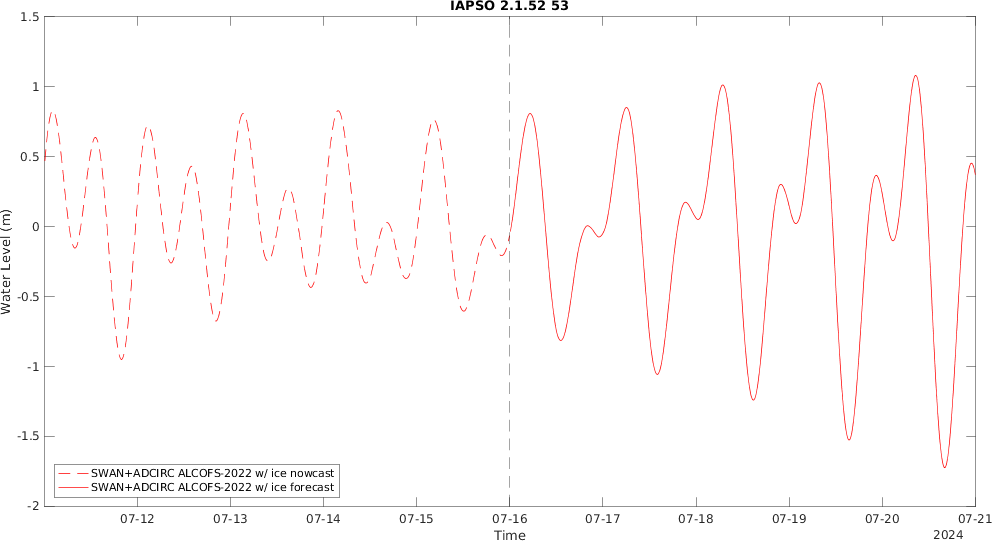 IAPSO 2.1.52 53
1.5
1
0.5
0
-0.5
-1
-1.5
-2
Water Level (m)
SWAN+ADCIRC ALCOFS-2022 w/ ice nowcast
SWAN+ADCIRC ALCOFS-2022 w/ ice forecast
07-12 07-13 07-14 07-15 07-16 07-17 07-18 07-19 07-20 07-21
Time
2024